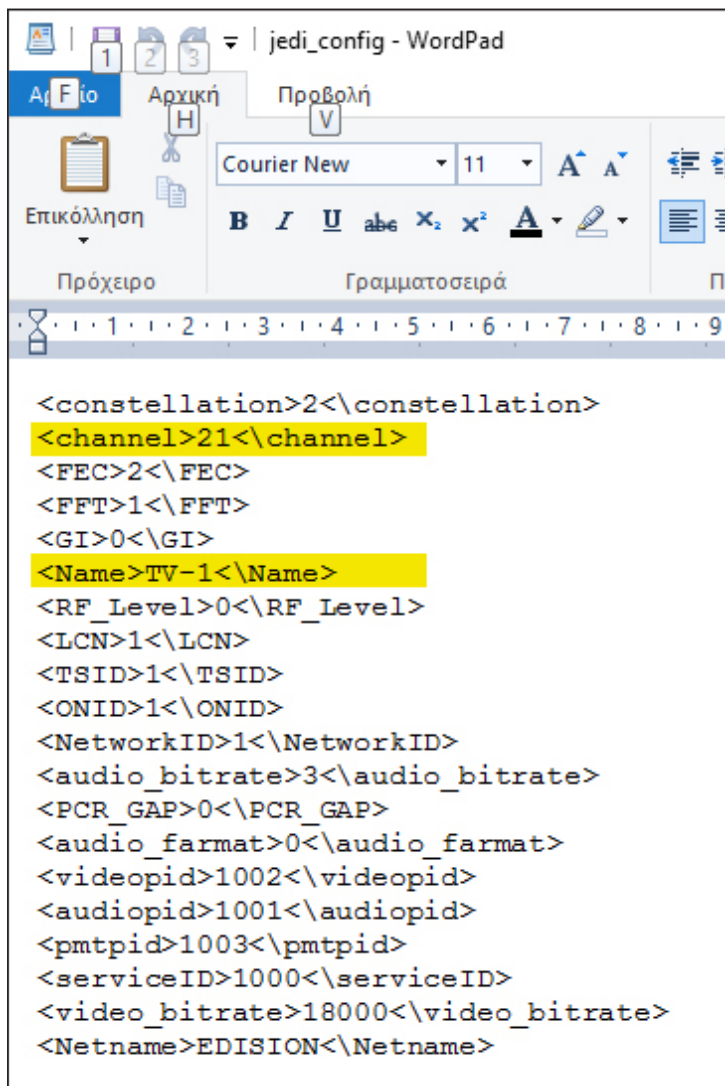 1 2 3 jedi_config - WordPad
F Αρχική Προβολή
H V
Courier New 11 A A
Επικόλληση B I U abc X₂ X² A
Πρόχειρο Γραμματοσειρά
1 2 3 4 5 6 7 8 9
<constellation>2<\constellation>
<channel>21<\channel>
<FEC>2<\FEC>
<FFT>1<\FFT>
<GI>0<\GI>
<Name>TV-1<\Name>
<RF_Level>0<\RF_Level>
<LCN>1<\LCN>
<TSID>1<\TSID>
<ONID>1<\ONID>
<NetworkID>1<\NetworkID>
<audio_bitrate>3<\audio_bitrate>
<PCR_GAP>0<\PCR_GAP>
<audio_farmat>0<\audio_farmat>
<videopid>1002<\videopid>
<audiopid>1001<\audiopid>
<pmtpid>1003<\pmtpid>
<serviceID>1000<\serviceID>
<video_bitrate>18000<\video_bitrate>
<Netname>EDISION<\Netname>